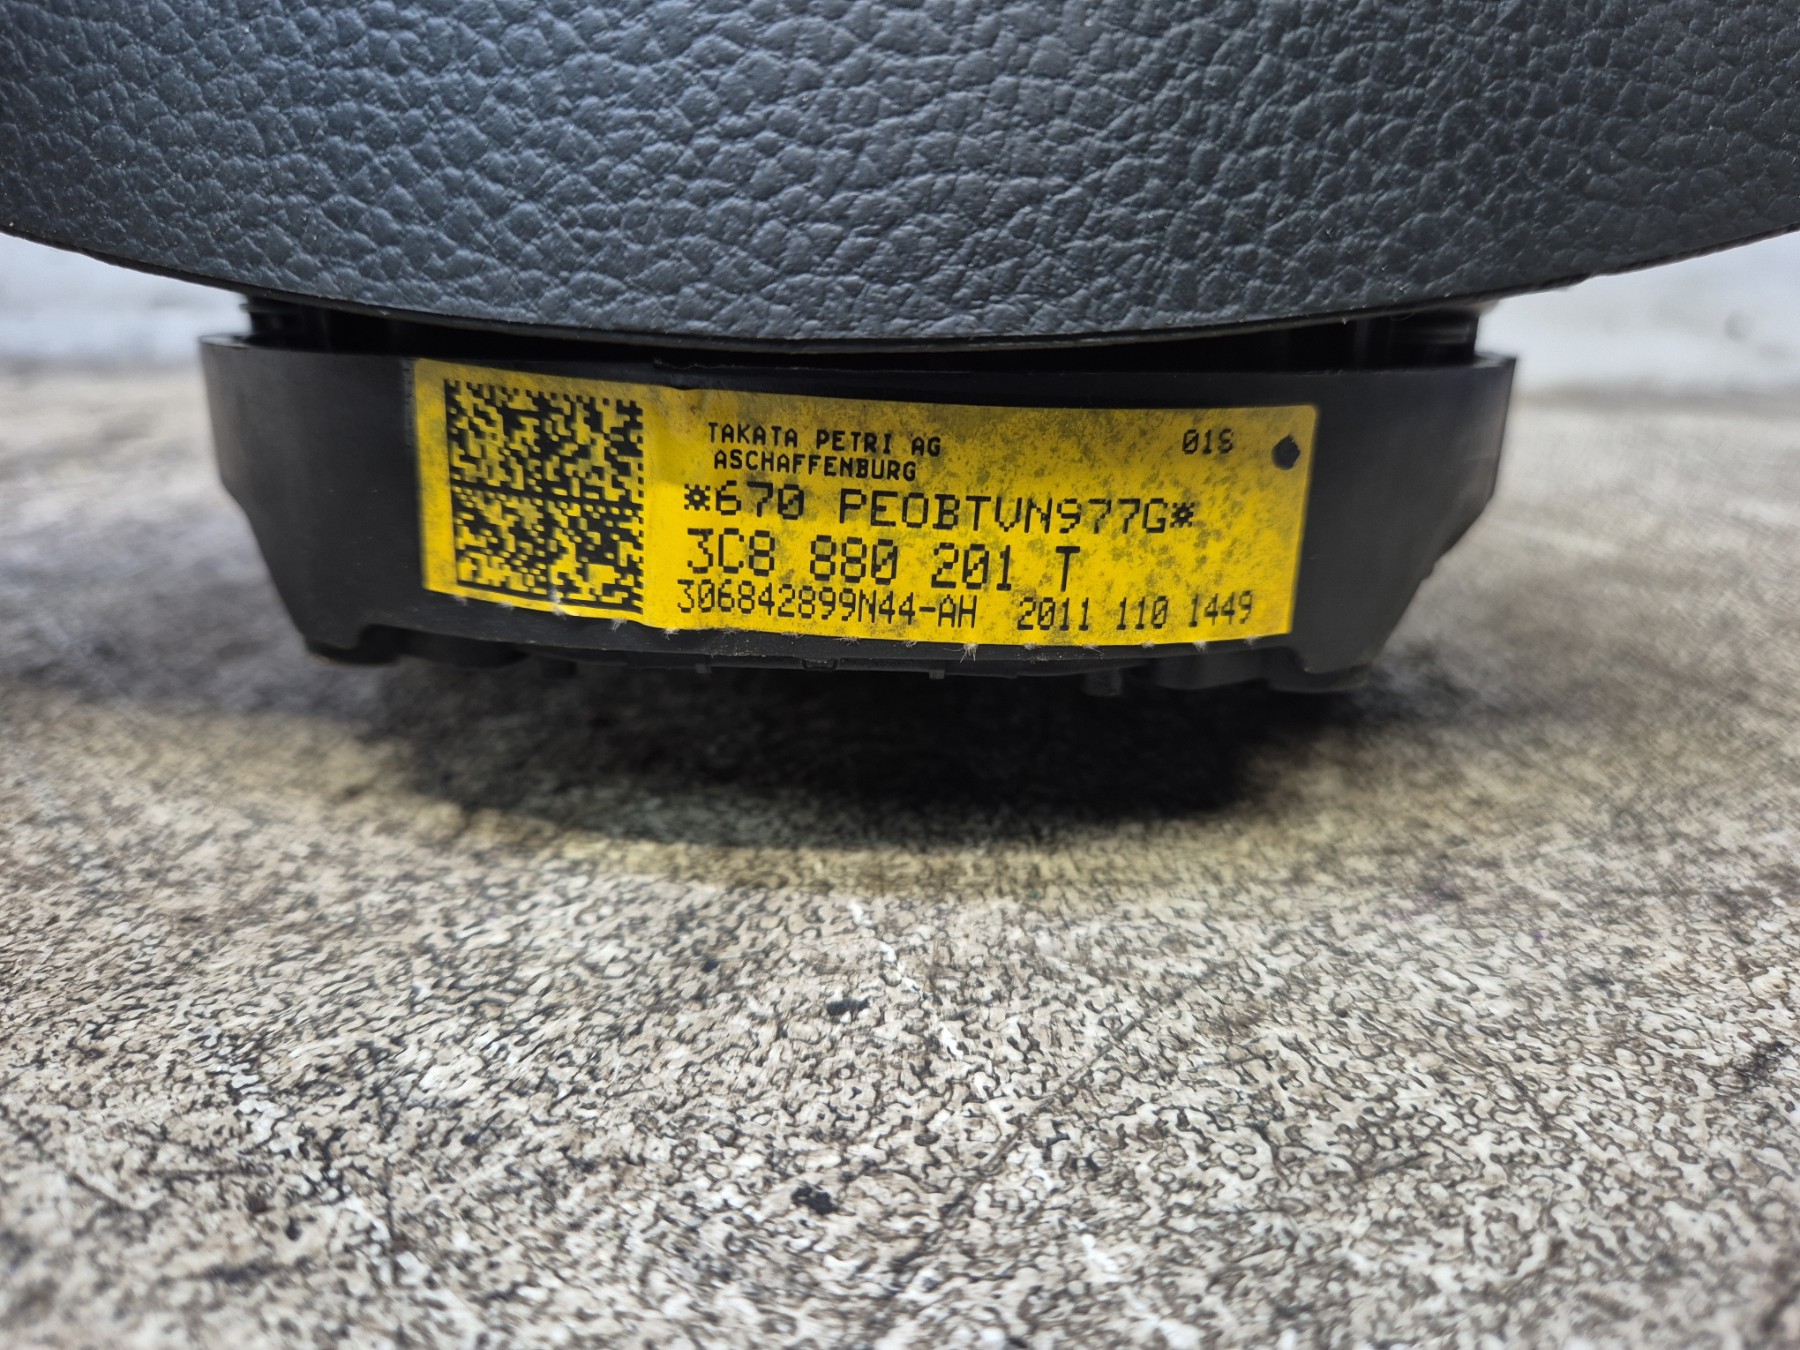 TAKATA PETRI AG 01S
ASCHAFFENBURG
*670 PEOBTVN977G*
3C8 880 201 T
306842899N44-AH 2011 110 1449